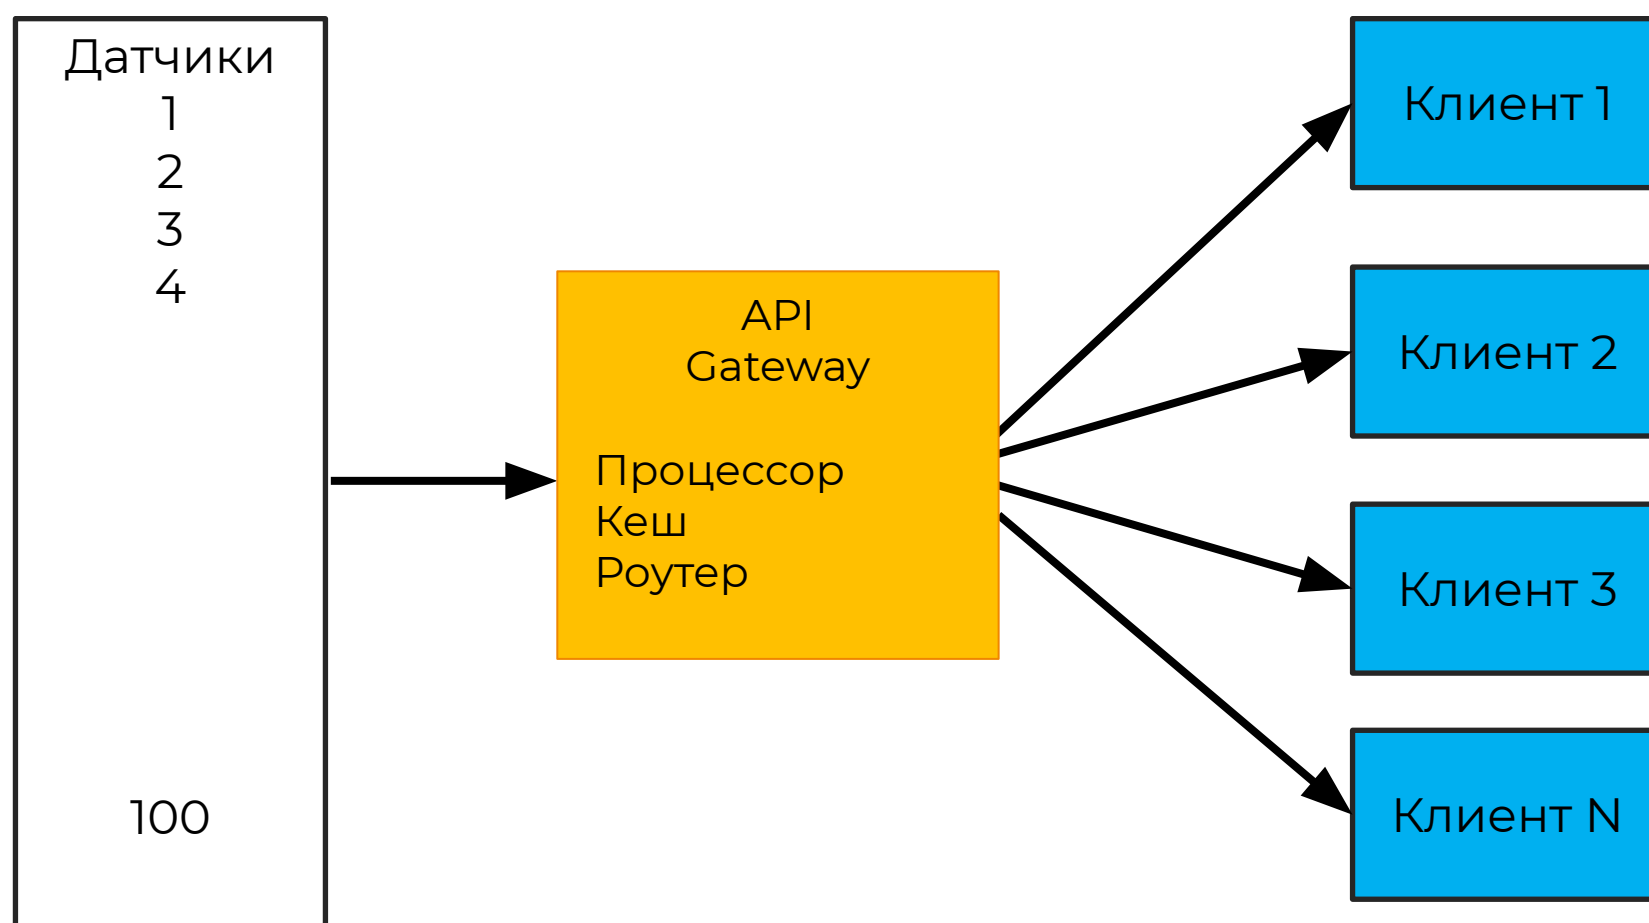 Датчики
1
2
3
4
100
API
Gateway
Процессор
Кеш
Роутер
Клиент 1
Клиент 2
Клиент 3
Клиент N